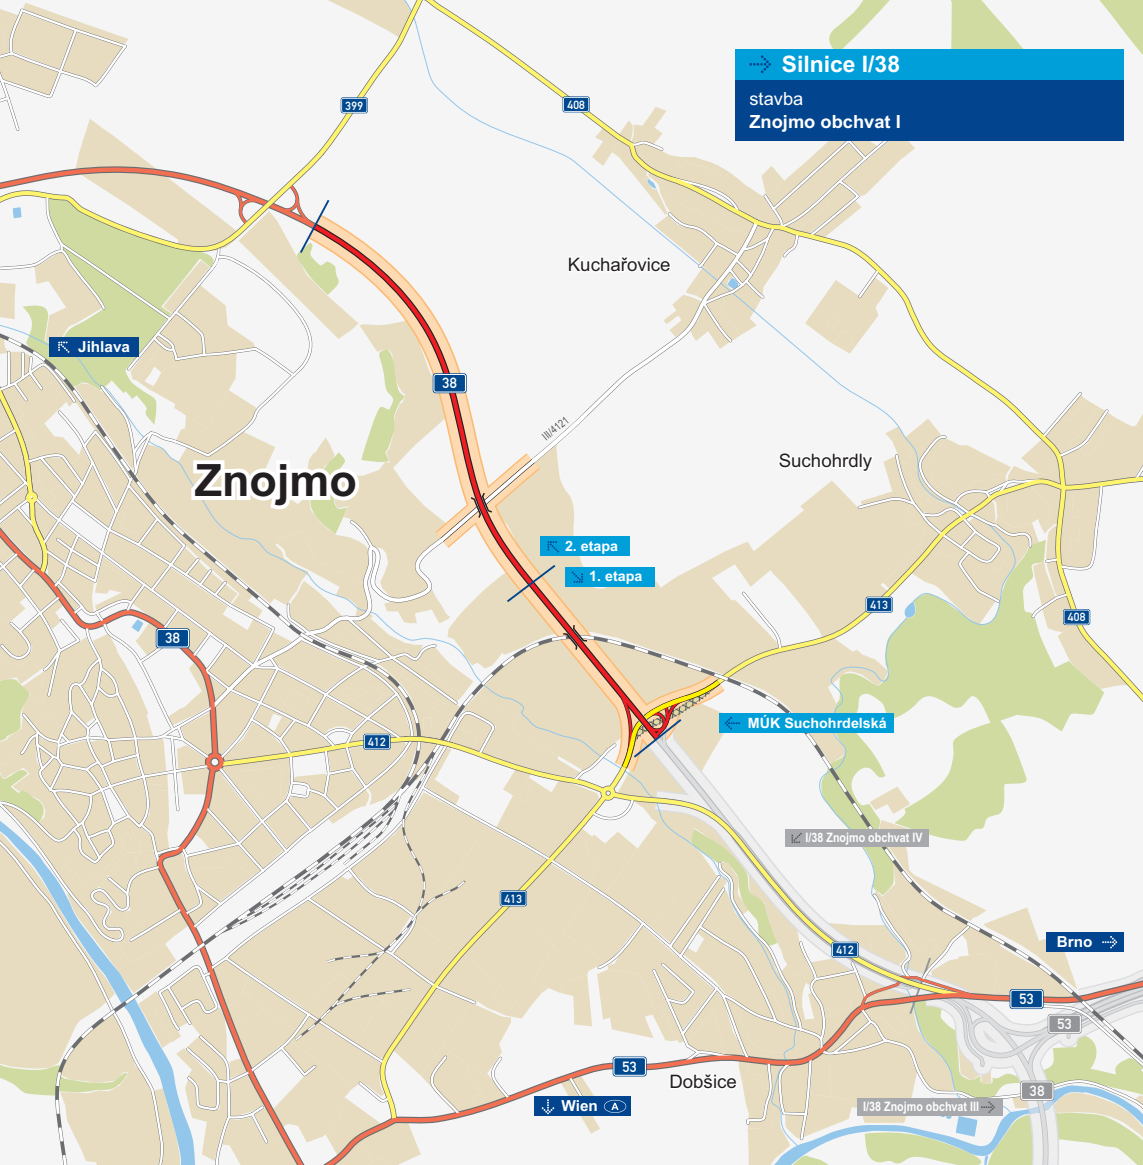 Silnice I/38
stavba
Znojmo obchvat I
399
408
Kuchařovice
Jihlava
38
III/4121
Suchohrdly
Znojmo
2. etapa
1. etapa
413
408
38
MÚK Suchohrdelská
412
I/38 Znojmo obchvat IV
413
412
Brno
53
53
53
Dobšice
38
Wien A
I/38 Znojmo obchvat III